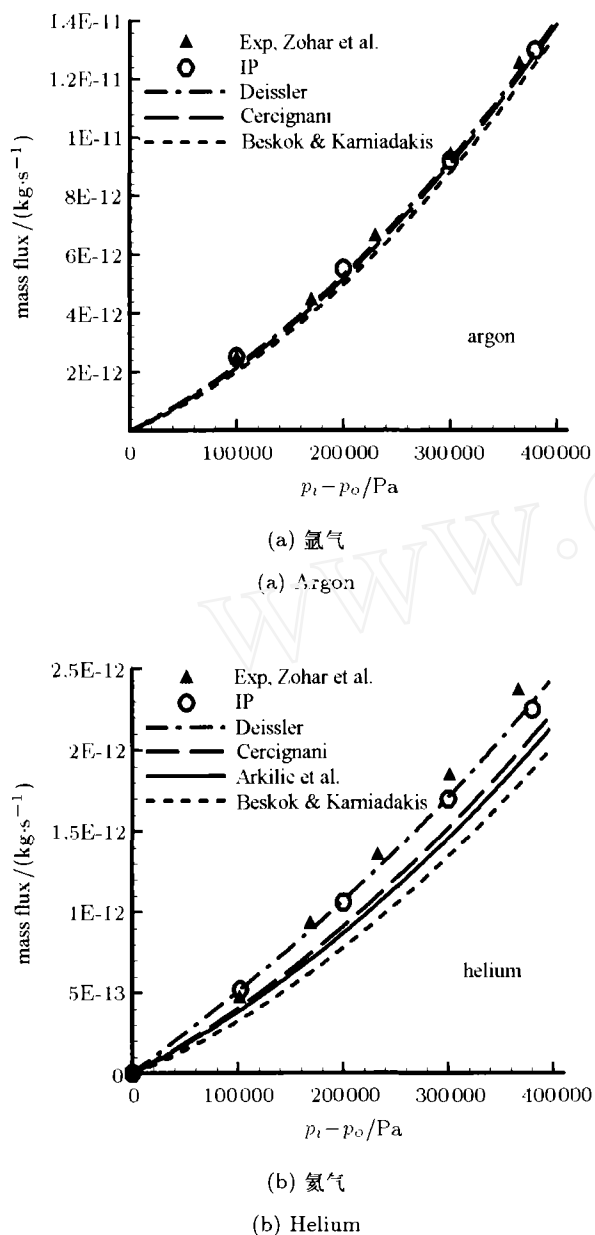 1.4E-11
1.2E-11
1E-11
8E-12
6E-12
4E-12
2E-12
mass flux/(kg·s⁻¹)
Exp, Zohar et al.
IP
Deissler
Cercignani
Beskok & Karniadakis
argon
0 100000 200000 300000 400000
pᵢ−pₒ/Pa
(a) 氩气
(a) Argon
www.
2.5E-12
2E-12
1.5E-12
1E-12
5E-13
0
mass flux/(kg·s⁻¹)
Exp, Zohar et al.
IP
Deissler
Cercignani
Arkilic et al.
Beskok & Karniadakis
helium
0 100000 200000 300000 400000
pᵢ−pₒ/Pa
(b) 氦气
(b) Helium